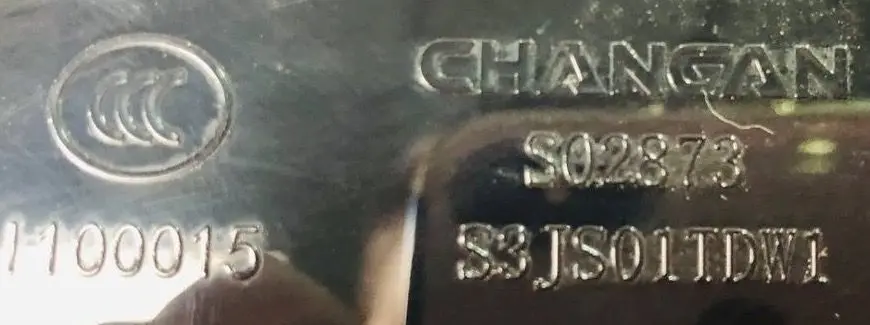 CCC
CHANGAN
S02873
1100015
S3JS01TDW1